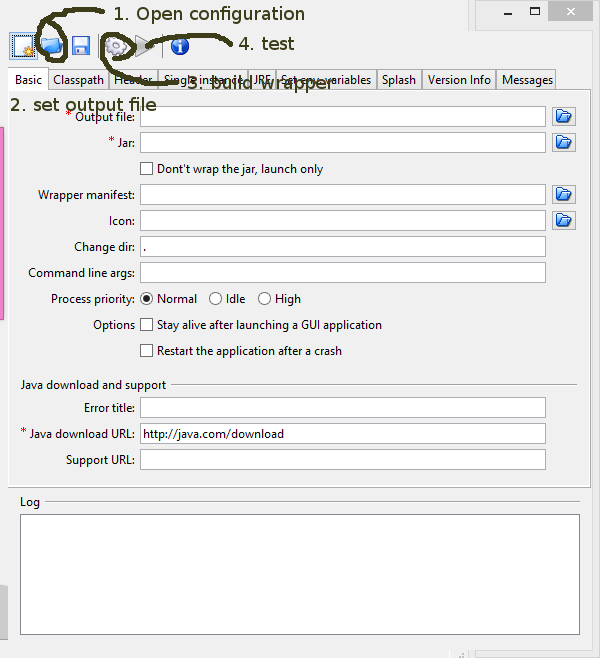 1. Open configuration
4. test
3. build wrapper
Basic Classpath Header Single instance JRE Set env. variables Splash Version Info Messages
2. set output file
* Output file:
* Jar:
Dont't wrap the jar, launch only
Wrapper manifest:
Icon:
Change dir: .
Command line args:
Process priority: Normal Idle High
Options Stay alive after launching a GUI application
Restart the application after a crash
Java download and support
Error title:
* Java download URL: http://java.com/download
Support URL:
Log